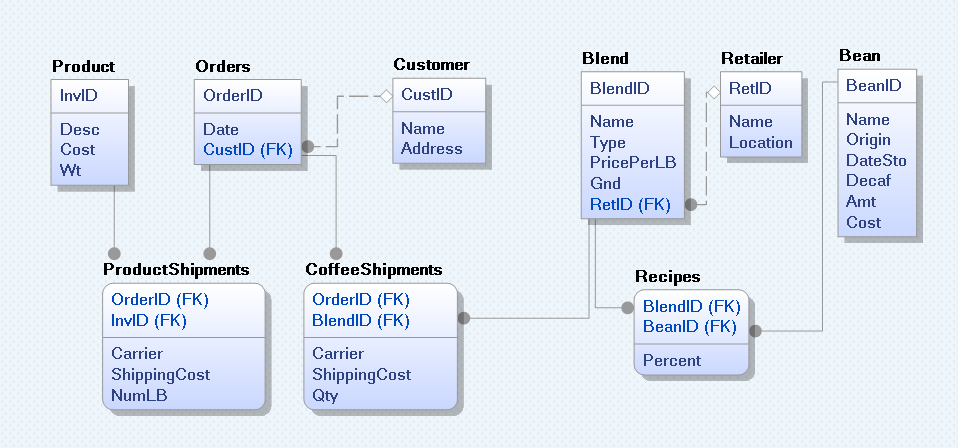 Product
InvID
Desc
Cost
Wt
Orders
OrderID
Date
CustID (FK)
Customer
CustID
Name
Address
Blend
BlendID
Name
Type
PricePerLB
Gnd
RetID (FK)
Retailer
RetID
Name
Location
Bean
BeanID
Name
Origin
DateSto
Decaf
Amt
Cost
ProductShipments
OrderID (FK)
InvID (FK)
Carrier
ShippingCost
NumLB
CoffeeShipments
OrderID (FK)
BlendID (FK)
Carrier
ShippingCost
Qty
Recipes
BlendID (FK)
BeanID (FK)
Percent